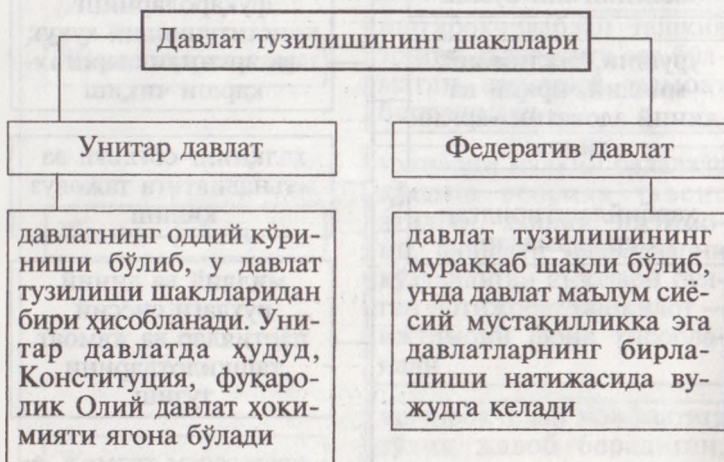 Давлат тузилишининг шакллари
Унитар давлат
Федератив давлат
давлатнинг оддий кўри-
ниши бўлиб, у давлат
тузилиши шаклларидан
бири ҳисобланади. Уни-
тар давлатда ҳудуд,
Конституция, фуқаро-
лик Олий давлат ҳоки-
мияти ягона бўлади
давлат тузилишининг
мураккаб шакли бўлиб,
унда давлат маълум сиё-
сий мустақилликка эга
давлатларнинг бирла-
шиши натижасида ву-
жудга келади